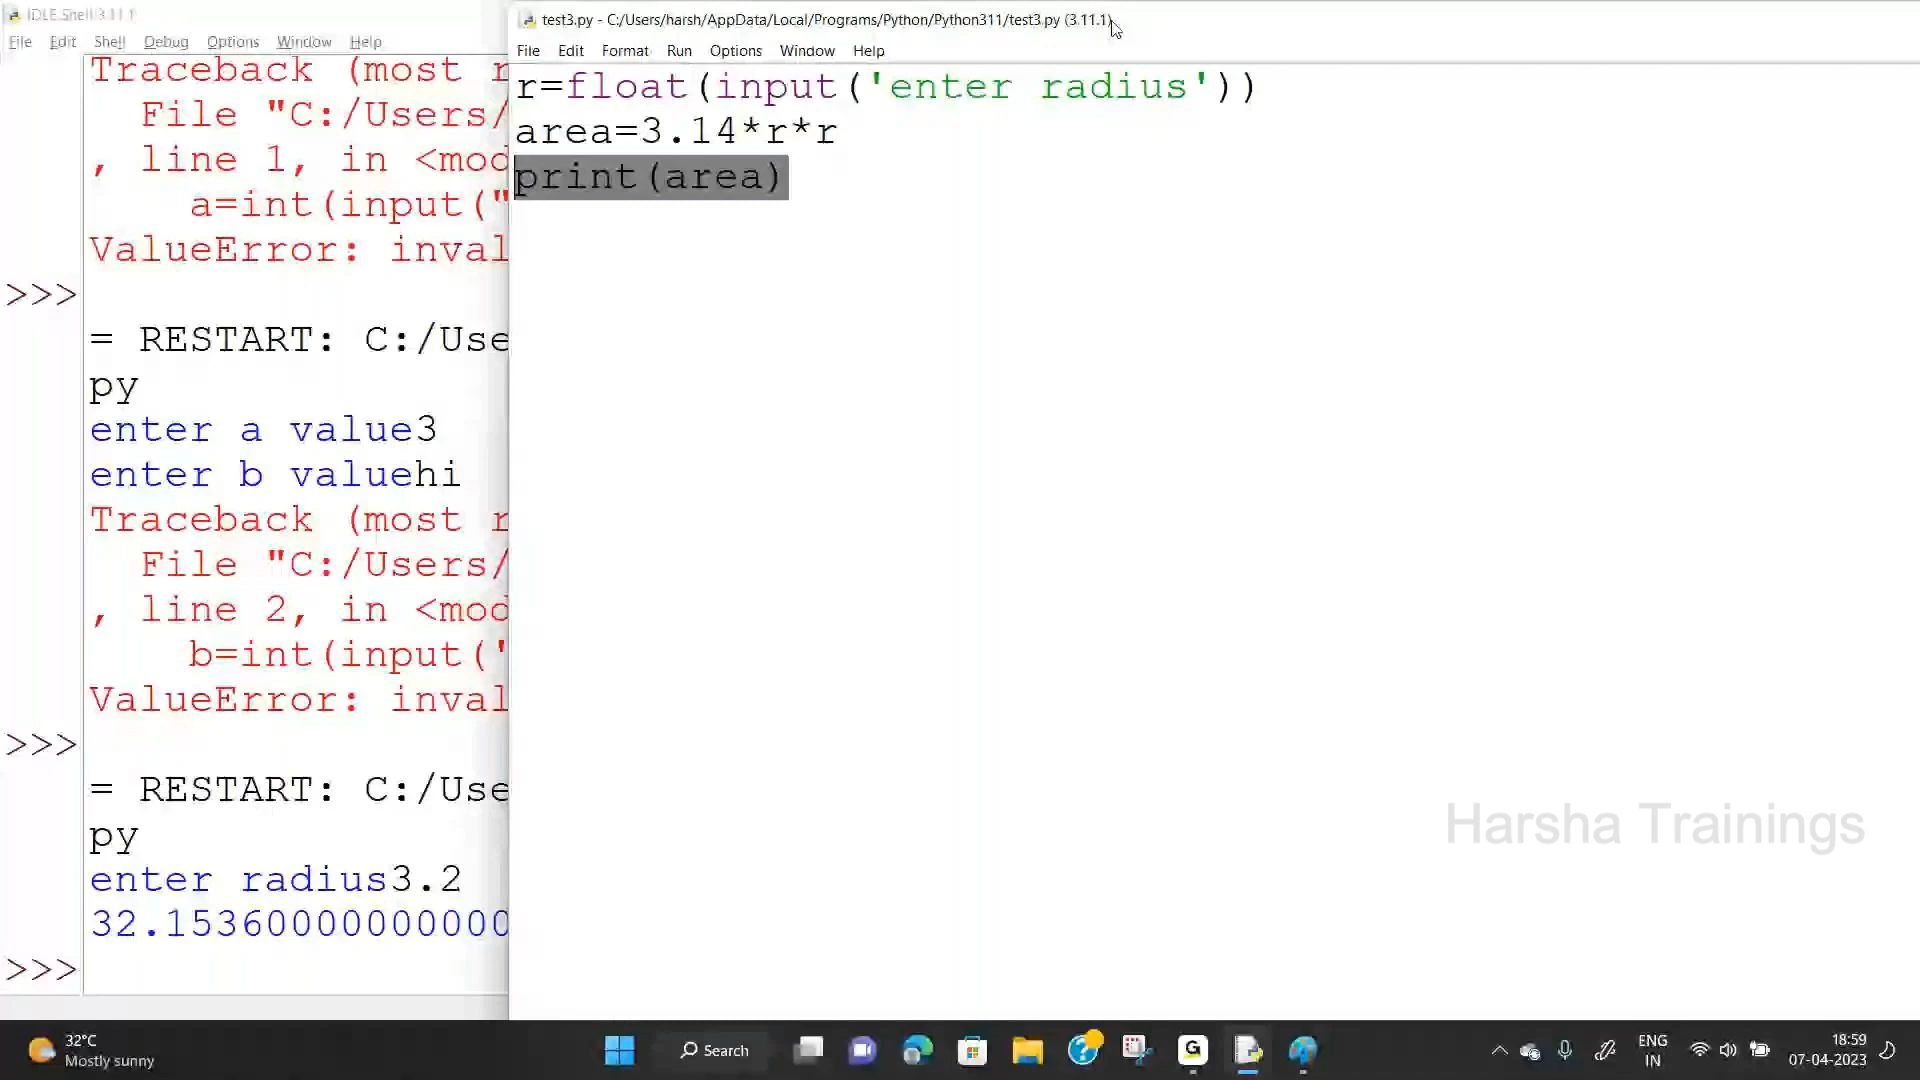 IDLE Shell 3.11.1
File Edit Shell Debug Options Window Help
Traceback (most r
File "C:/Users/
, line 1, in <mod
a=int(input("
ValueError: inval
>>>
= RESTART: C:/Use
py
enter a value3
enter b valuehi
Traceback (most r
File "C:/Users/
, line 2, in <mod
b=int(input('
ValueError: inval
>>>
= RESTART: C:/Use
py
enter radius3.2
32.15360000000000
>>>
test3.py - C:/Users/harsh/AppData/Local/Programs/Python/Python311/test3.py (3.11.1)
File Edit Format Run Options Window Help
r=float(input('enter radius'))
area=3.14*r*r
print(area)
Harsha Trainings
32°C
Mostly sunny
Search
ENG
IN
18:59
07-04-2023